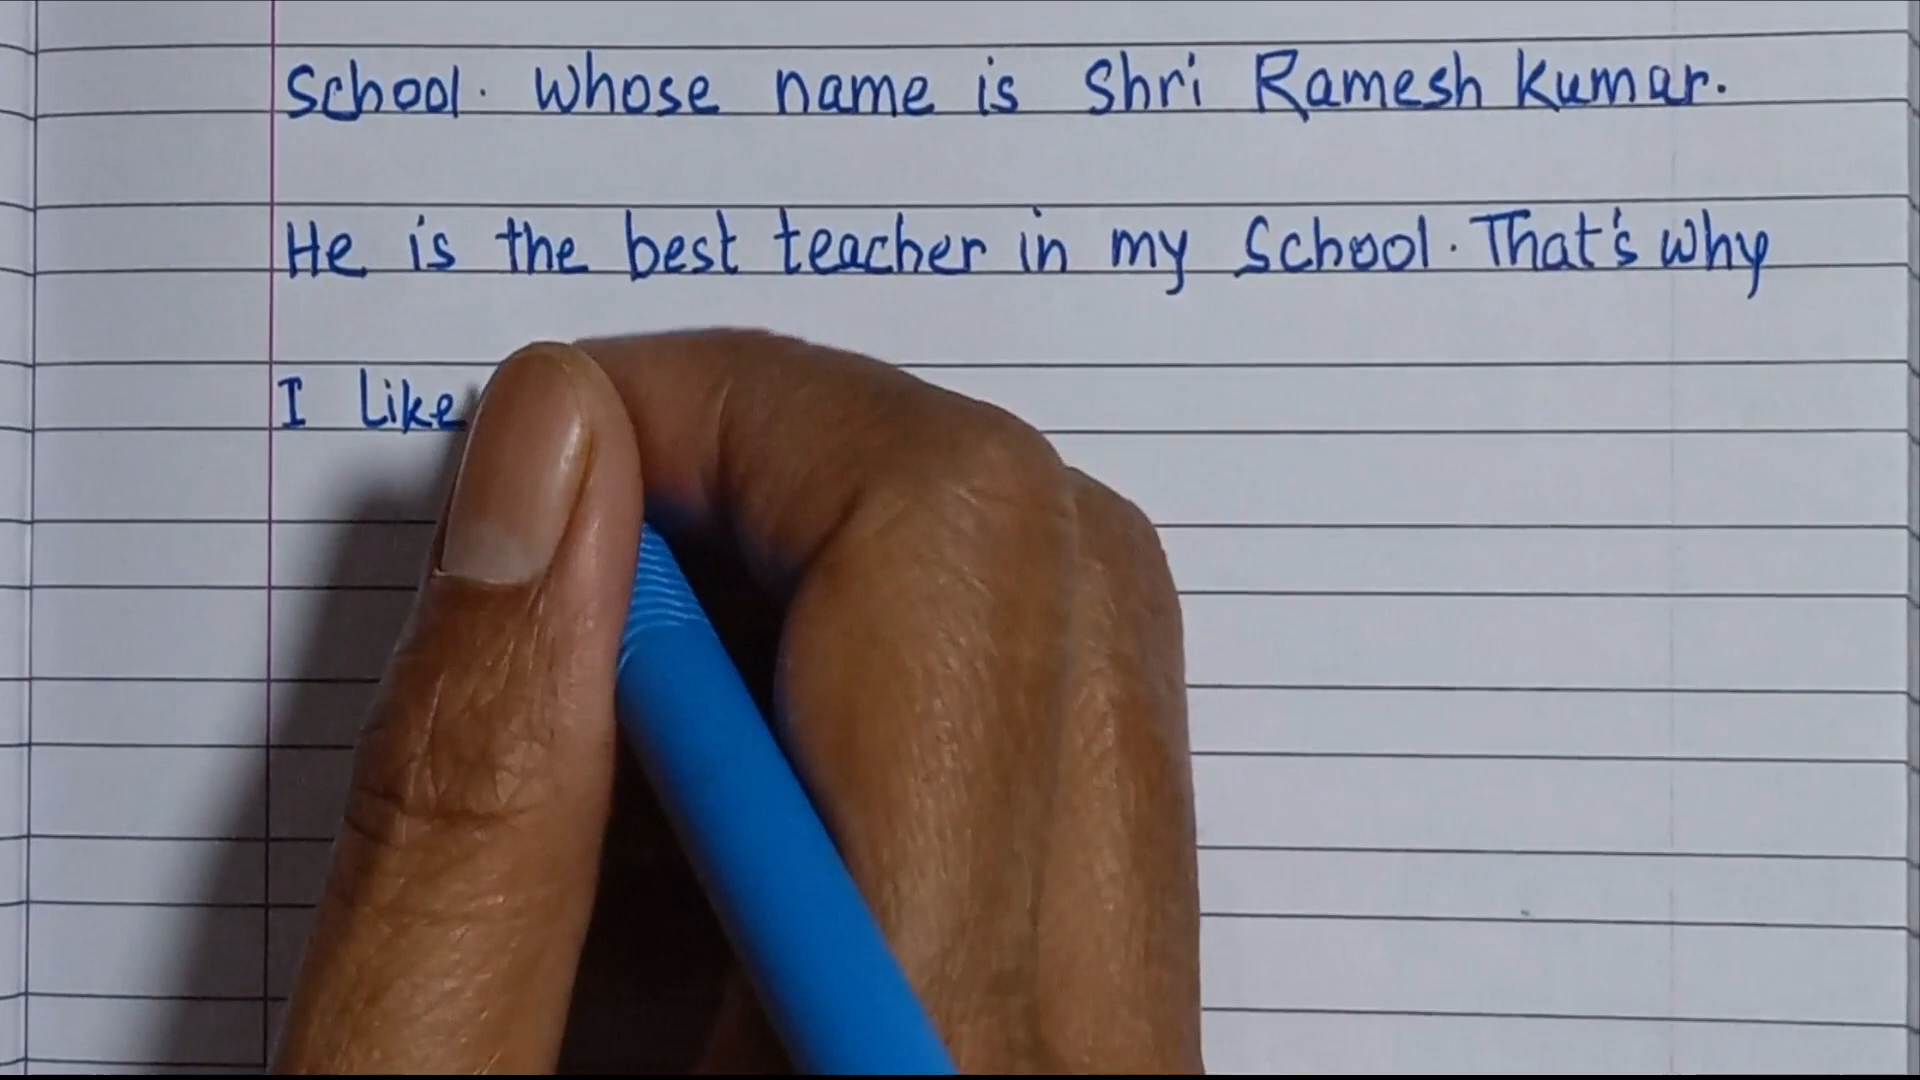 School. Whose name is Shri Ramesh Kumar.
He is the best teacher in my School. That's why
I Like